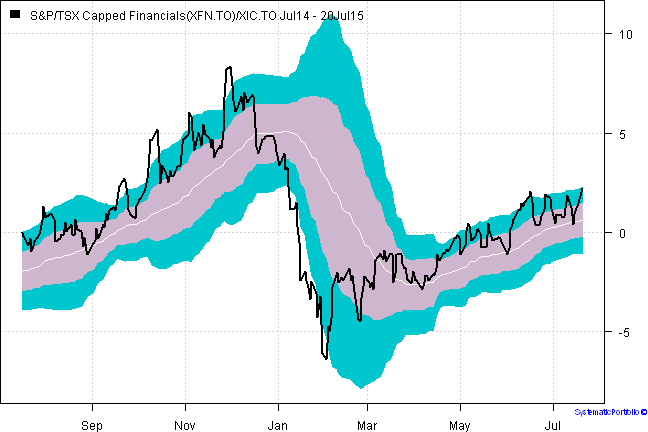 S&P/TSX Capped Financials(XFN.TO)/XIC.TO Jul14 - 20Jul15
10
5
0
-5
Sep Nov Jan Mar May Jul
SystematicPortfolio ©